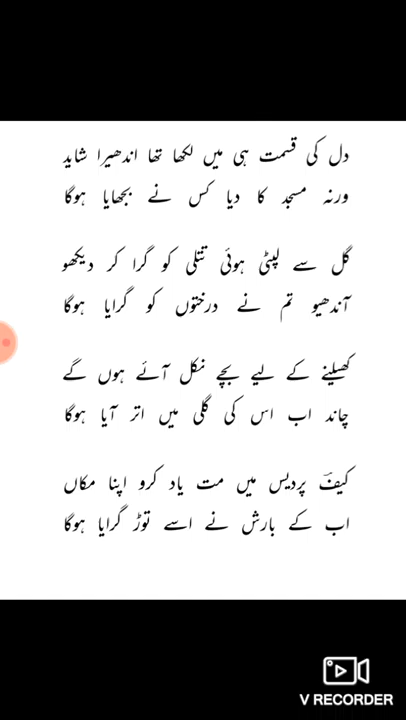 دل کی قسمت ہی میں لکھا تھا اندھیرا شاید
ورنہ مسجد کا دیا کس نے بجھایا ہوگا
گل سے لپٹی ہوئی تتلی کو گرا کر دیکھو
آندھیو تم نے درختوں کو گرایا ہوگا
کھیلنے کے لیے بچے نکل آئے ہوں گے
چاند اب اس کی گلی میں اتر آیا ہوگا
کیفؔ پردیس میں مت یاد کرو اپنا مکاں
اب کے بارش نے اسے توڑ گرایا ہوگا
V RECORDER